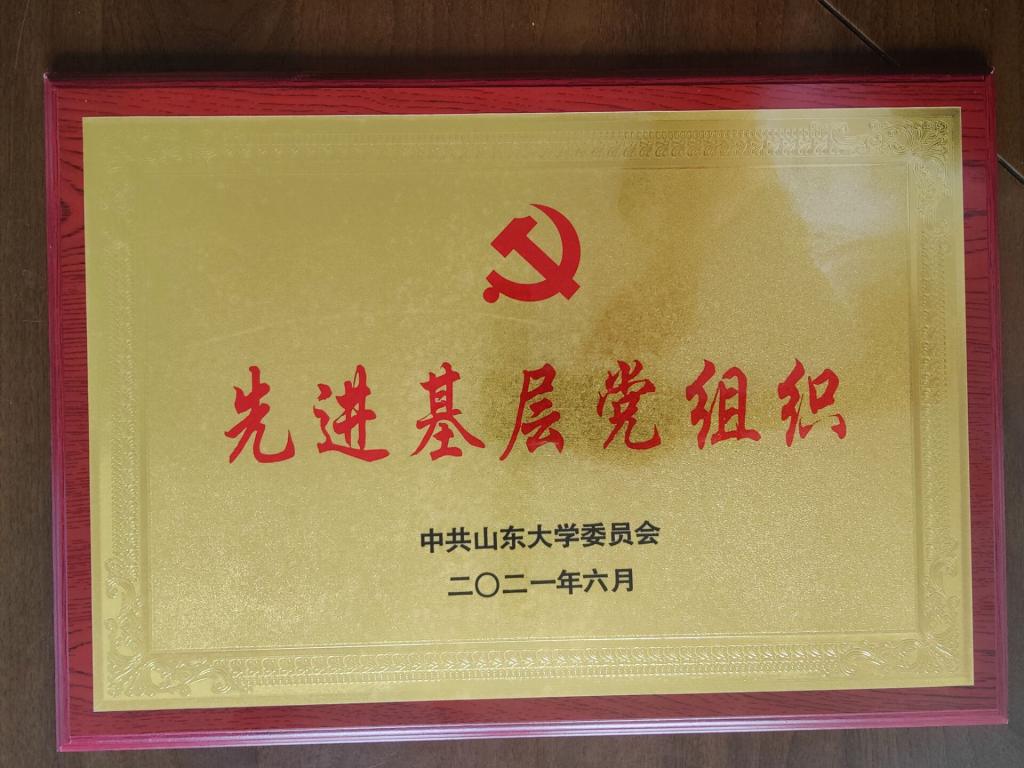 先进基层党组织
中共山东大学委员会
二〇二一年六月